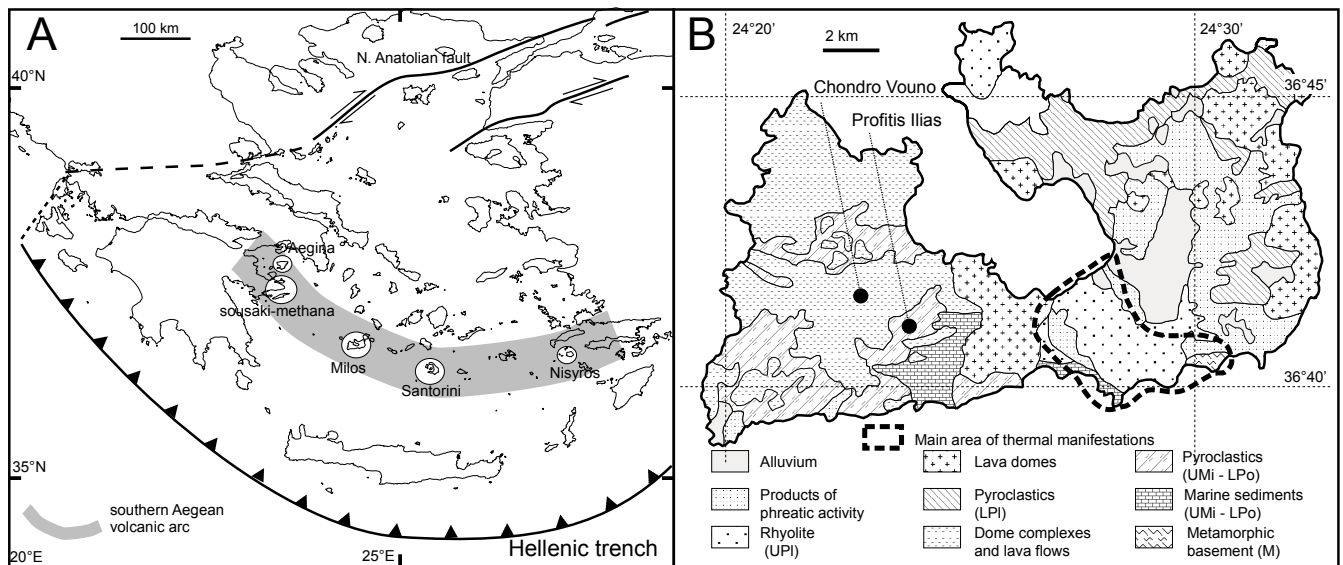 A
100 km
N. Anatolian fault
40°N
Aegina
sousaki-methana
Milos
Santorini
Nisyros
35°N
southern Aegean
volcanic arc
20°E
25°E
Hellenic trench
B
24°20'
2 km
24°30'
Chondro Vouno
36°45'
Profitis Ilias
36°40'
Main area of thermal manifestations
Alluvium
Lava domes
Pyroclastics
(UMi - LPo)
Products of
phreatic activity
Pyroclastics
(LPl)
Marine sediments
(UMi - LPo)
Rhyolite
(UPl)
Dome complexes
and lava flows
Metamorphic
basement (M)